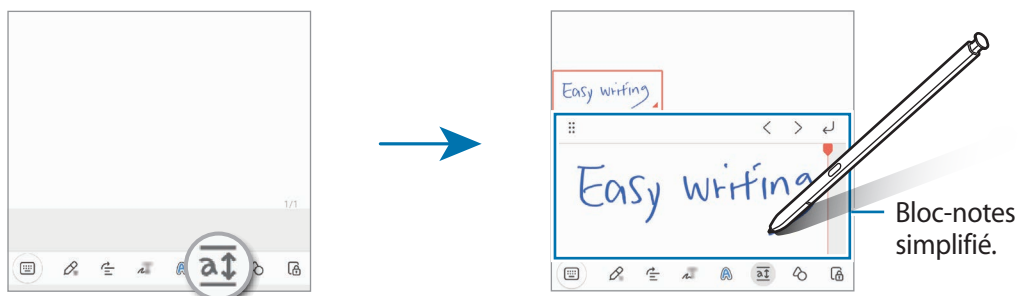 1/1
Easy writing
Easy writing
Bloc-notes
simplifié.